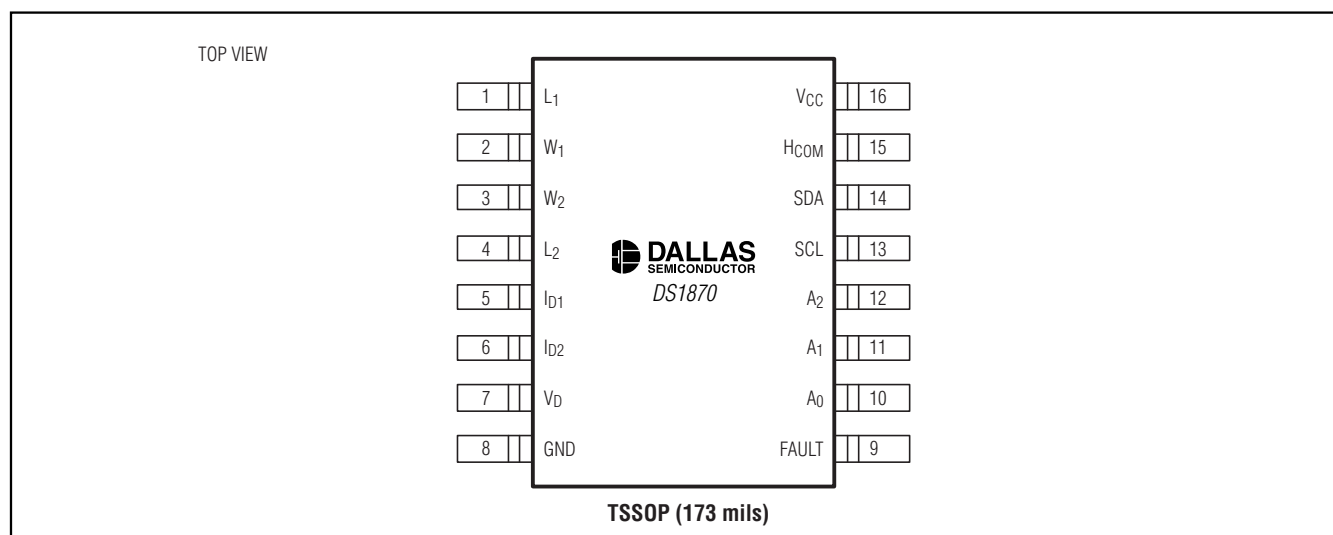 TOP VIEW
1 L1 VCC 16
2 W1 HCOM 15
3 W2 SDA 14
4 L2 SCL 13
DALLAS
SEMICONDUCTOR
DS1870
5 ID1 A2 12
6 ID2 A1 11
7 VD A0 10
8 GND FAULT 9
TSSOP (173 mils)